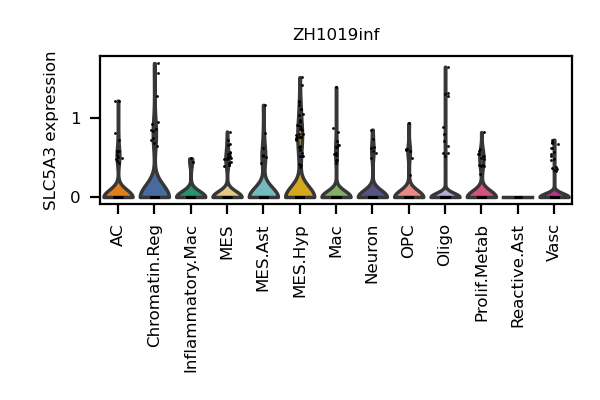 ZH1019inf
SLC5A3 expression
1
0
AC
Chromatin.Reg
Inflammatory.Mac
MES
MES.Ast
MES.Hyp
Mac
Neuron
OPC
Oligo
Prolif.Metab
Reactive.Ast
Vasc